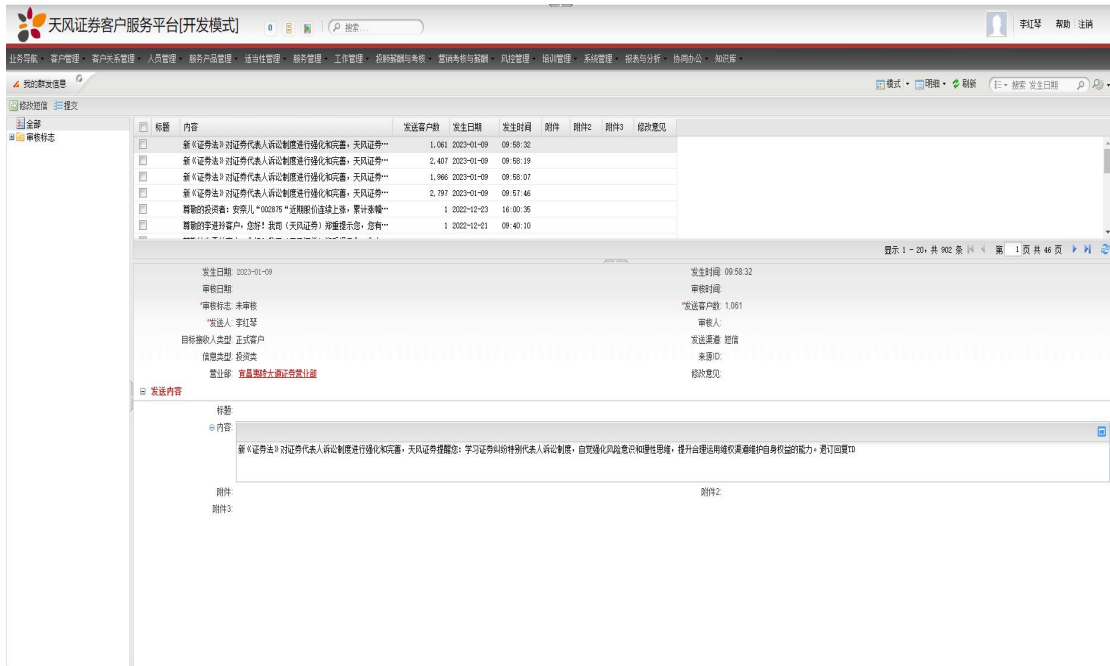 天风证券客户服务平台[开发模式] 0 搜索... 李红琴 帮助 注销
业务导航 客户管理 客户关系管理 人员管理 服务产品管理 适当性管理 服务管理 工作管理 投顾薪酬与考核 营销考核与薪酬 风控管理 培训管理 系统管理 报表与分析 协同办公 知识库
我的群发信息 模式 明细 刷新 搜索 发生日期
修改短信 提交
全部
审核标志
标题 内容 发送客户数 发生日期 发生时间 附件 附件2 附件3 修改意见
新《证券法》对证券代表人诉讼制度进行强化和完善，天风证券… 1,061 2023-01-09 09:58:32
新《证券法》对证券代表人诉讼制度进行强化和完善，天风证券… 2,407 2023-01-09 09:58:19
新《证券法》对证券代表人诉讼制度进行强化和完善，天风证券… 1,966 2023-01-09 09:58:07
新《证券法》对证券代表人诉讼制度进行强化和完善，天风证券… 2,797 2023-01-09 09:57:46
尊敬的投资者：安奈儿“002875“近期股价连续上涨，累计涨幅… 1 2022-12-23 16:00:35
尊敬的李进玲客户，您好！我司（天风证券）郑重提示您，您有… 1 2022-12-21 09:40:10
显示 1 - 20，共 902 条 第 1 页 共 46 页
发生日期: 2023-01-09 发生时间: 09:58:32
审核日期: 审核时间:
*审核标志: 未审核 *发送客户数: 1,061
*发送人: 李红琴 审核人:
目标接收人类型: 正式客户 发送渠道: 短信
信息类型: 投资类 来源ID:
营业部: 宜昌夷陵大道证券营业部 修改意见:
发送内容
标题:
内容:
新《证券法》对证券代表人诉讼制度进行强化和完善，天风证券提醒您：学习证券纠纷特别代表人诉讼制度，自觉强化风险意识和理性思维，提升合理运用维权渠道维护自身权益的能力。退订回复TD
附件: 附件2:
附件3: